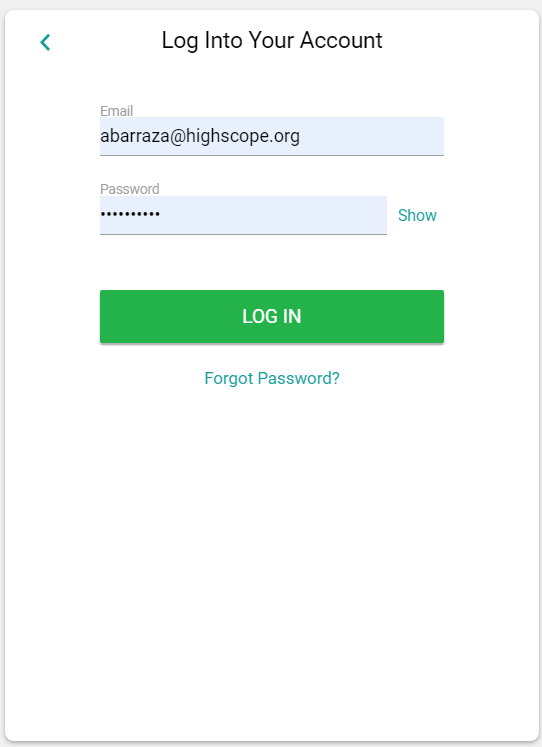 Log Into Your Account
Email
abarraza@highscope.org
Password
••••••••••
Show
LOG IN
Forgot Password?